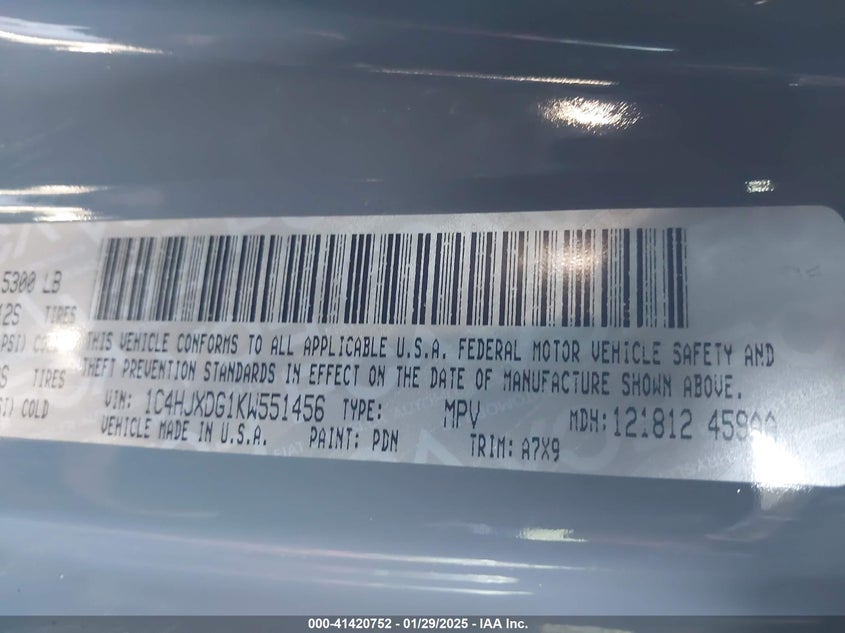 5300 LB
THIS VEHICLE CONFORMS TO ALL APPLICABLE U.S.A. FEDERAL MOTOR VEHICLE SAFETY AND
THEFT PREVENTION STANDARDS IN EFFECT ON THE DATE OF MANUFACTURE SHOWN ABOVE.
TIRES
PSI) COLD
TIRES
COLD
VIN: 1C4HJXDG1KW551456 TYPE: MPV MDH: 121812
VEHICLE MADE IN U.S.A. PAINT: PDN TRIM: A7X9
000-41420752 — 01/29/2025 — IAA Inc.